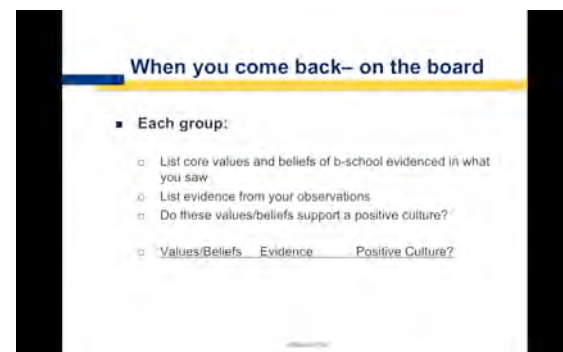 When you come back– on the board
Each group:
List core values and beliefs of b-school evidenced in what
you saw
List evidence from your observations
Do these values/beliefs support a positive culture?
Values/Beliefs Evidence Positive Culture?